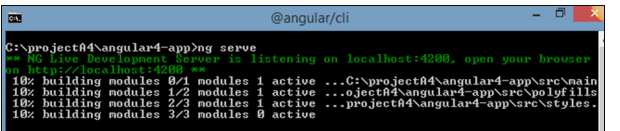 @angular/cli
C:\projectA4\angular4-app>ng serve
** NG Live Development Server is listening on localhost:4200, open your browser
on http://localhost:4200 **
10% building modules 0/1 modules 1 active ...C:\projectA4\angular4-app\src\main
10% building modules 1/2 modules 1 active ...ojectA4\angular4-app\src\polyfills
10% building modules 2/3 modules 1 active ...projectA4\angular4-app\src\styles.
10% building modules 3/3 modules 0 active